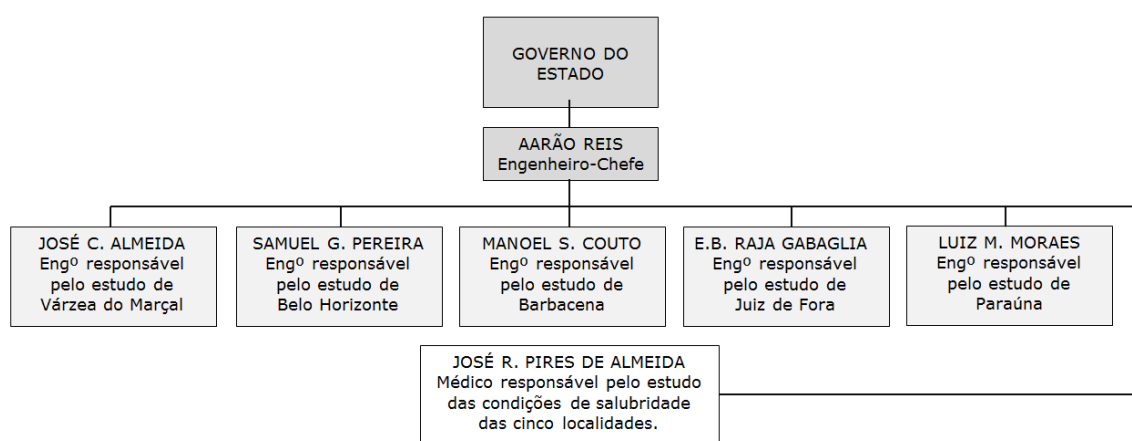 GOVERNO DO
ESTADO
AARÃO REIS
Engenheiro-Chefe
JOSÉ C. ALMEIDA
Engº responsável
pelo estudo de
Várzea do Marçal
SAMUEL G. PEREIRA
Engº responsável
pelo estudo de
Belo Horizonte
MANOEL S. COUTO
Engº responsável
pelo estudo de
Barbacena
E.B. RAJA GABAGLIA
Engº responsável
pelo estudo de
Juiz de Fora
LUIZ M. MORAES
Engº responsável
pelo estudo de
Paraúna
JOSÉ R. PIRES DE ALMEIDA
Médico responsável pelo estudo
das condições de salubridade
das cinco localidades.